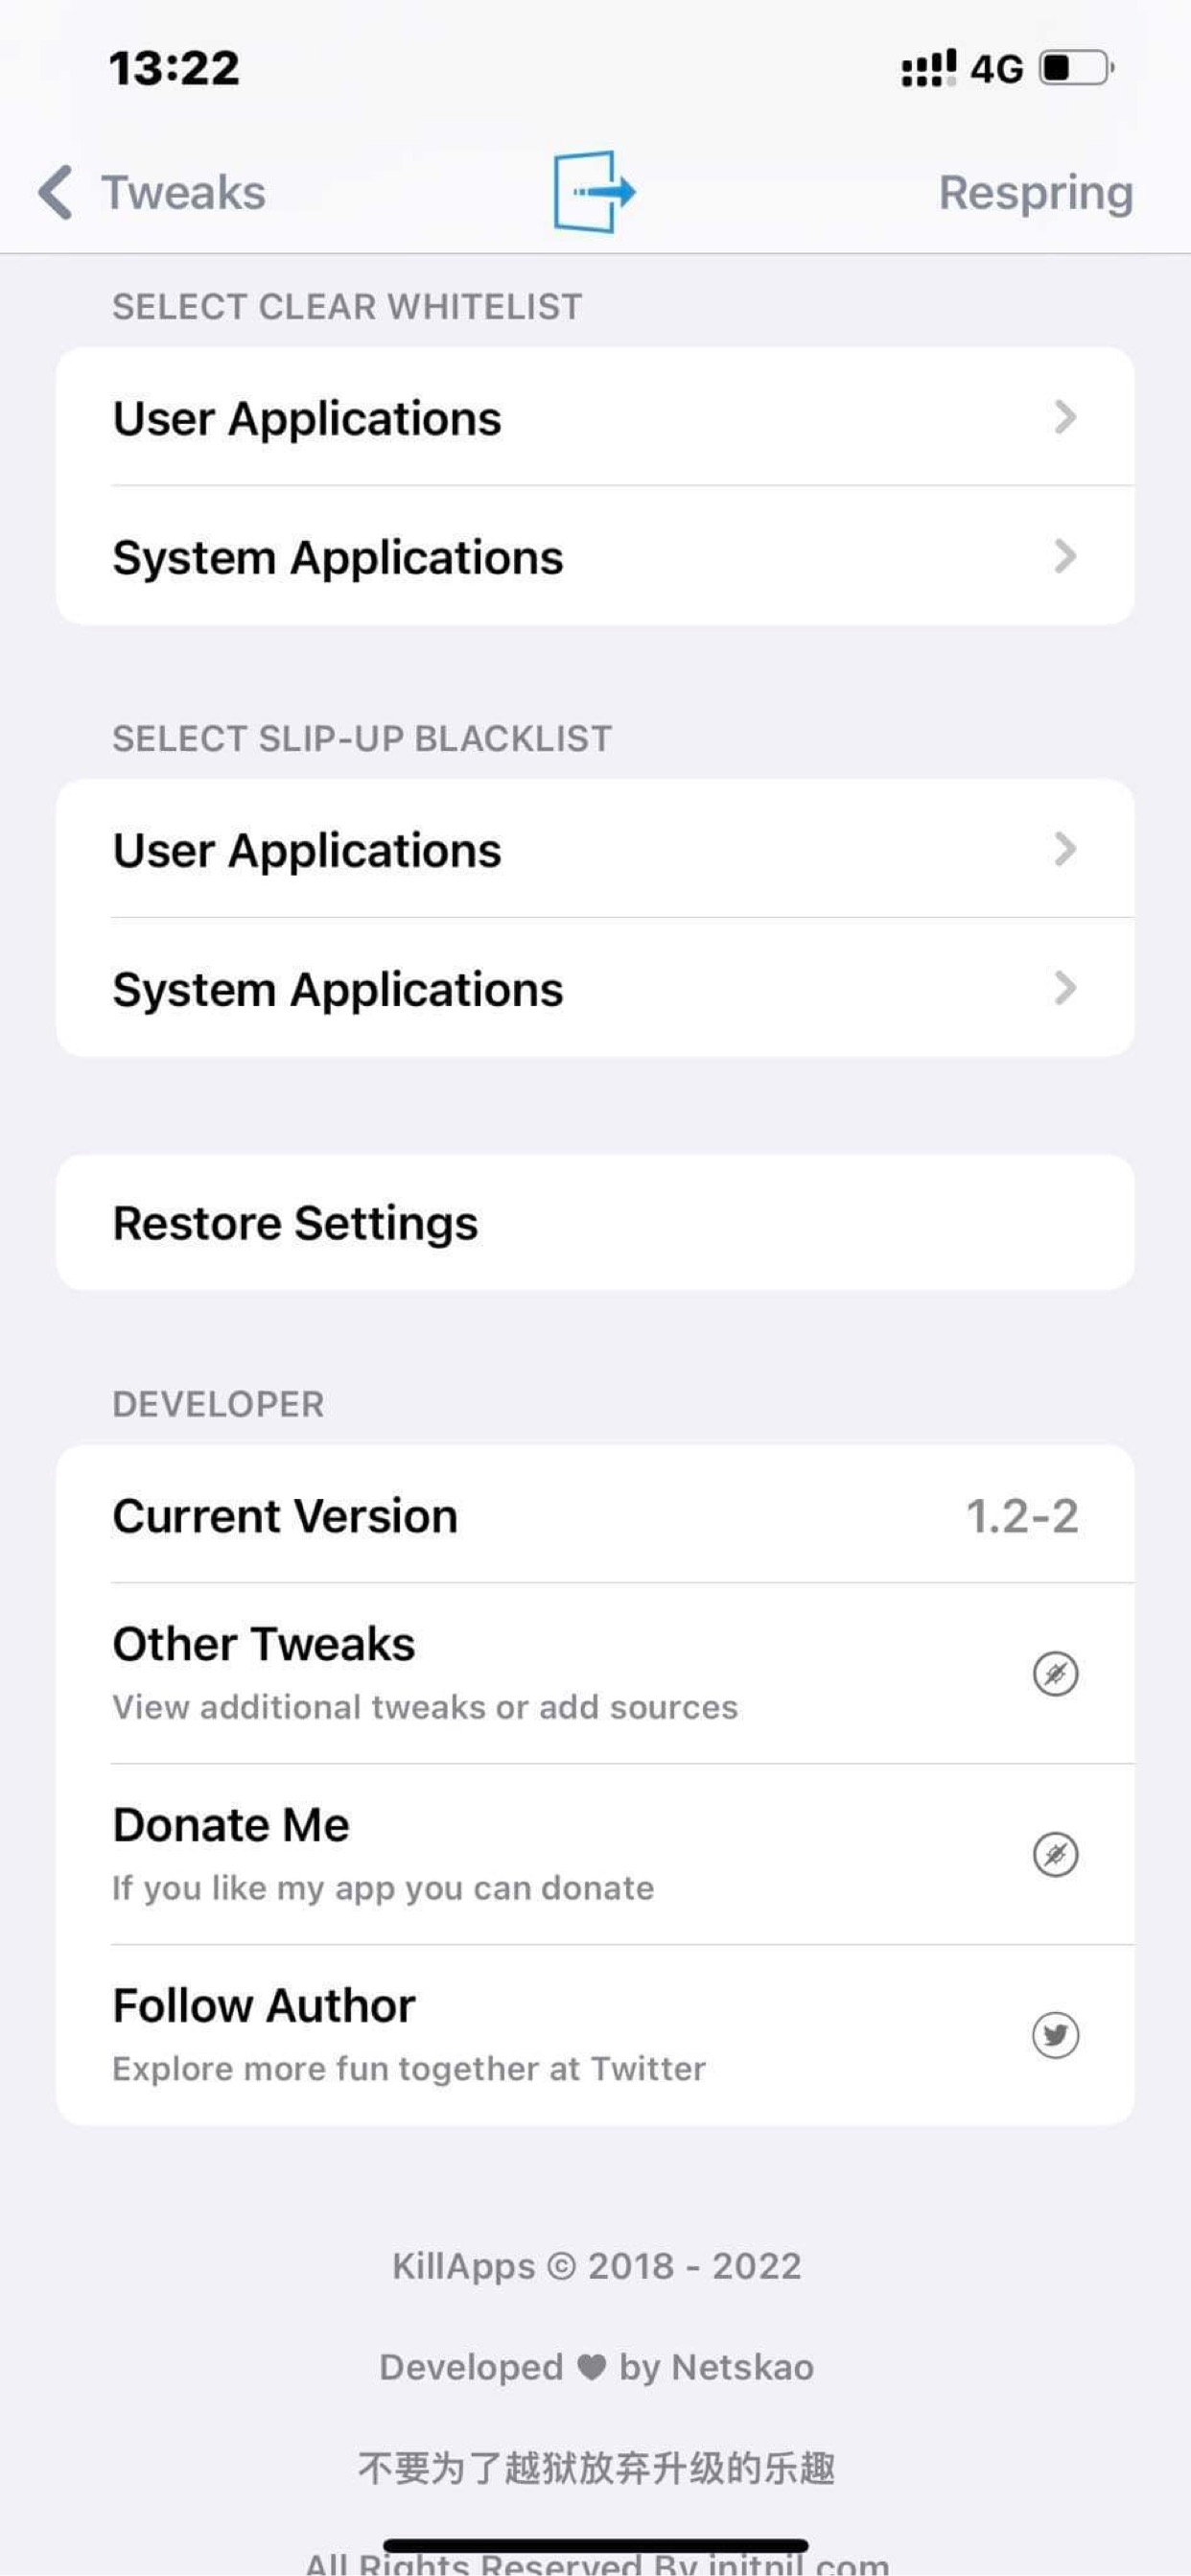 13:22
4G
Tweaks
Respring
SELECT CLEAR WHITELIST
User Applications
System Applications
SELECT SLIP-UP BLACKLIST
User Applications
System Applications
Restore Settings
DEVELOPER
Current Version
1.2-2
Other Tweaks
View additional tweaks or add sources
Donate Me
If you like my app you can donate
Follow Author
Explore more fun together at Twitter
KillApps © 2018 - 2022
Developed ♥ by Netskao
不要为了越狱放弃升级的乐趣
All Rights Reserved By initnil.com